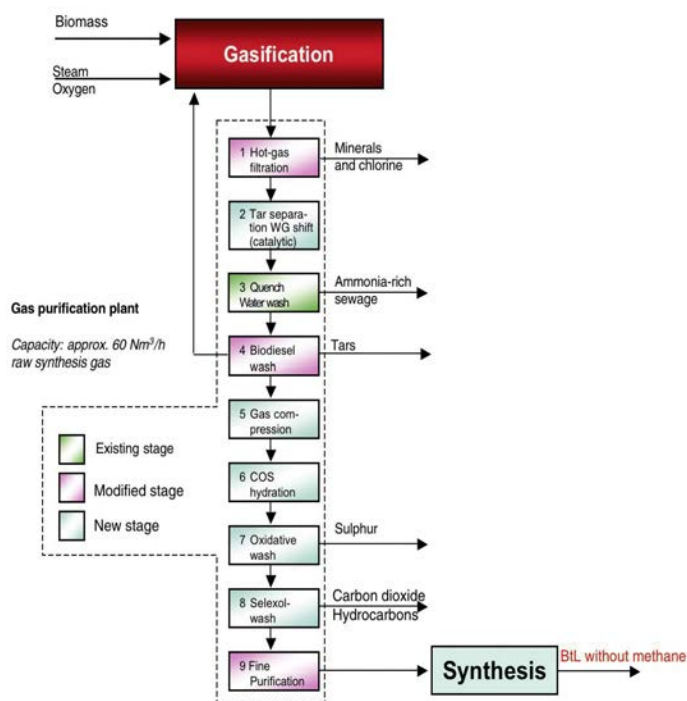 Biomass
Gasification
Steam
Oxygen
1 Hot-gas
filtration
Minerals
and chlorine
2 Tar separa-
tion WG shift
(catalytic)
3 Quench
Water wash
Ammonia-rich
sewage
Gas purification plant
Capacity: approx. 60 Nm³/h
raw synthesis gas
4 Biodiesel
wash
Tars
5 Gas com-
pression
Existing stage
Modified stage
New stage
6 COS
hydration
7 Oxidative
wash
Sulphur
8 Selexol-
wash
Carbon dioxide
Hydrocarbons
9 Fine
Purification
Synthesis
BtL without methane